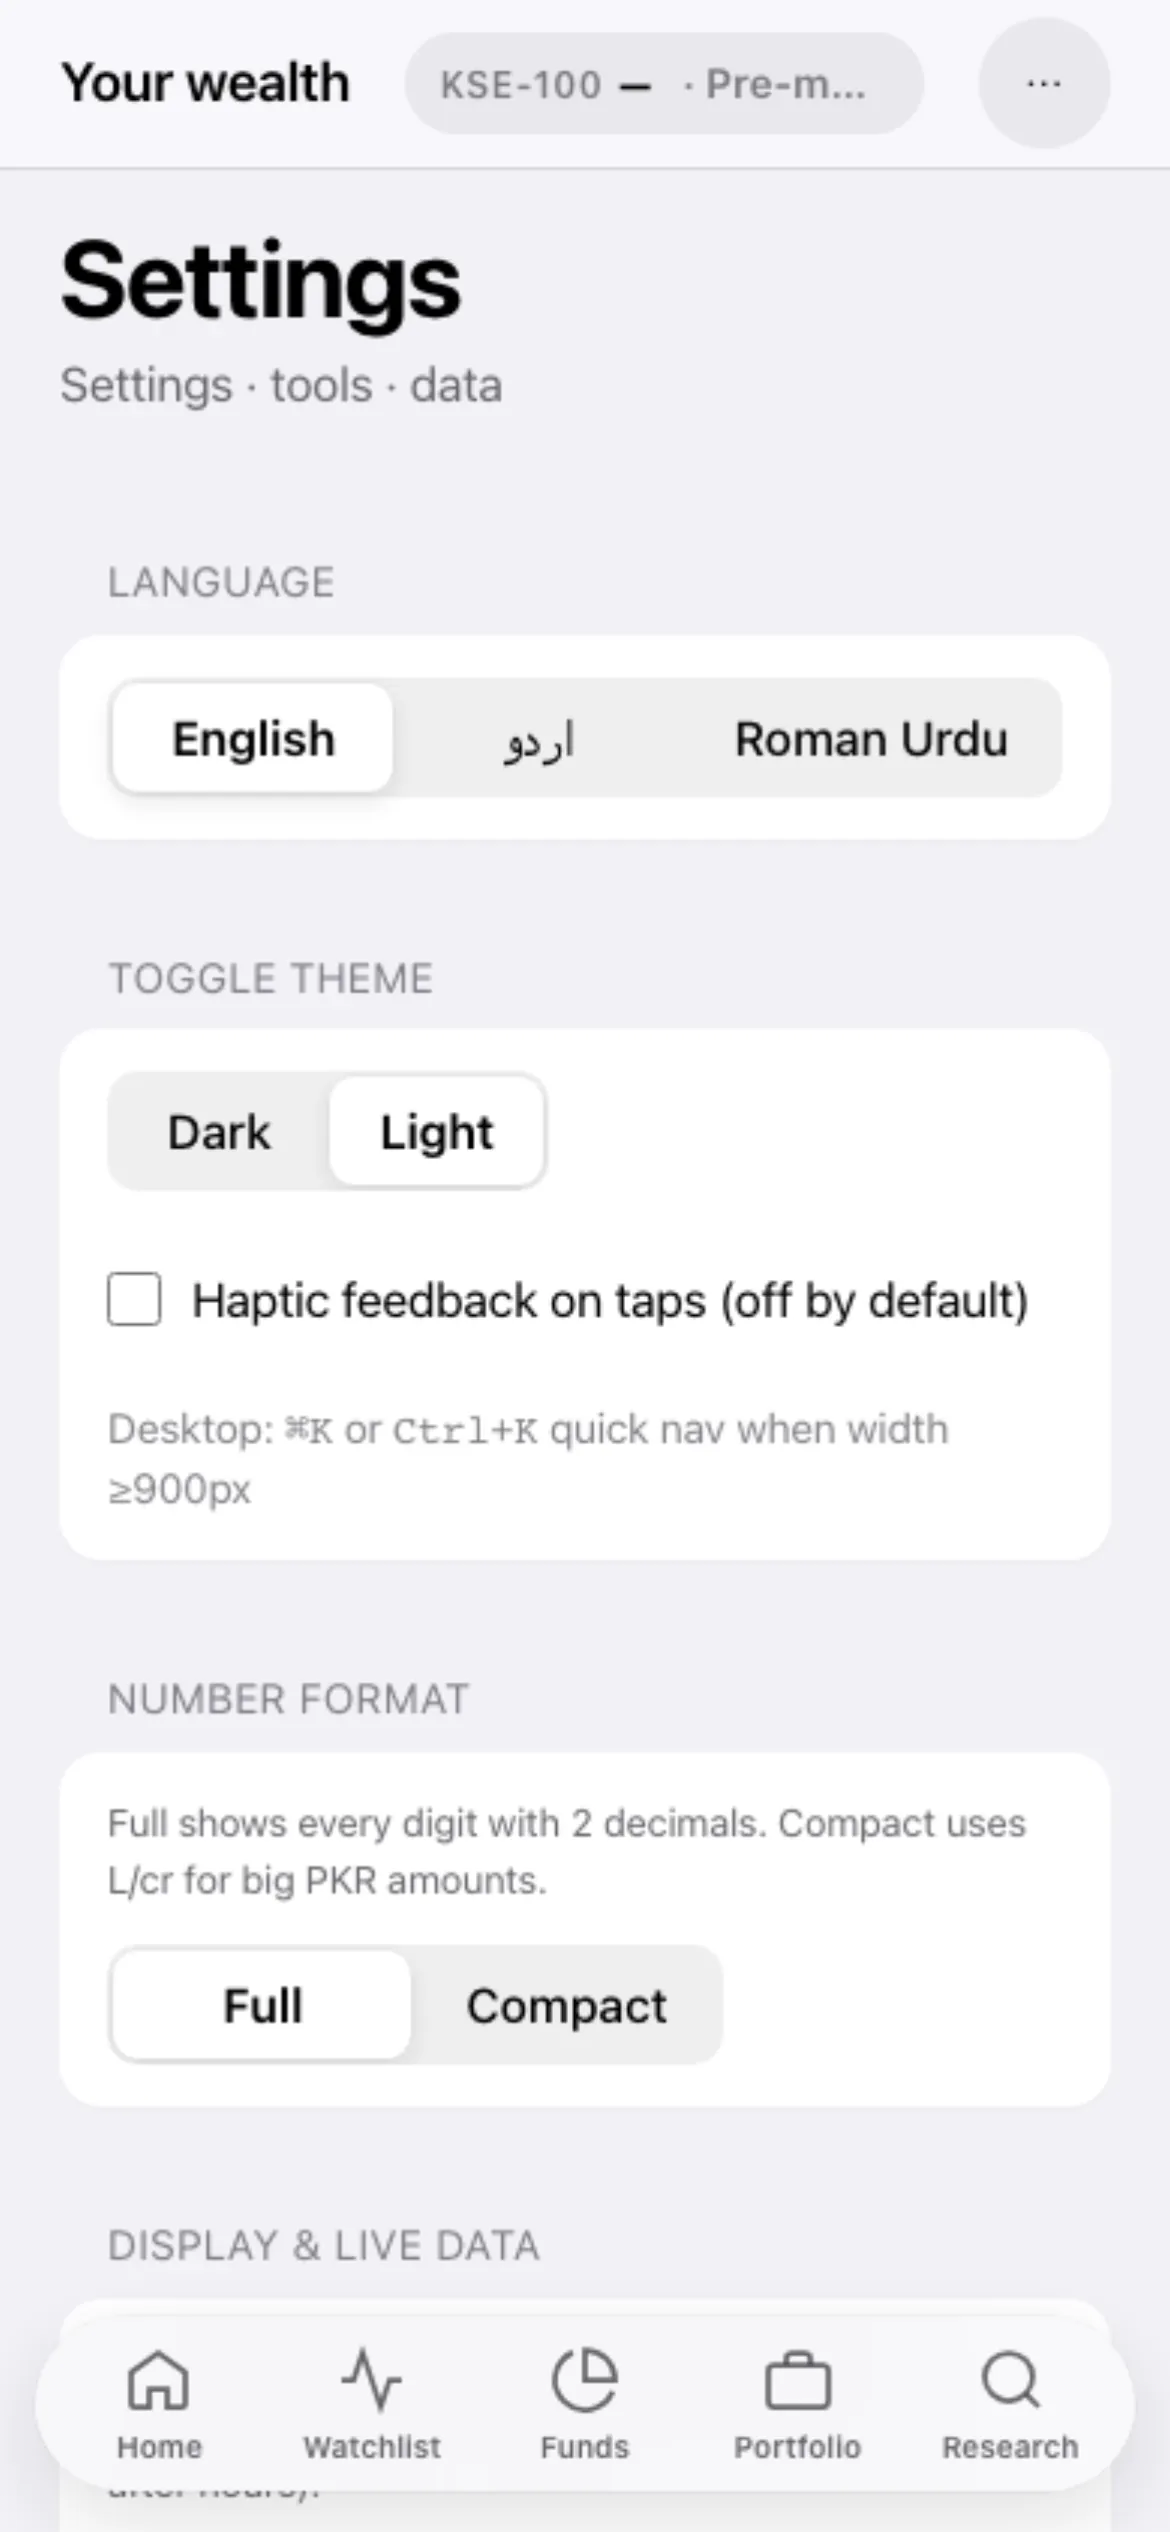 Your wealth
KSE-100 — · Pre-m...
...
Settings
Settings · tools · data
LANGUAGE
English
اردو
Roman Urdu
TOGGLE THEME
Dark
Light
Haptic feedback on taps (off by default)
Desktop: ⌘K or Ctrl+K quick nav when width
≥900px
NUMBER FORMAT
Full shows every digit with 2 decimals. Compact uses
L/cr for big PKR amounts.
Full
Compact
DISPLAY & LIVE DATA
after hours).
Home
Watchlist
Funds
Portfolio
Research